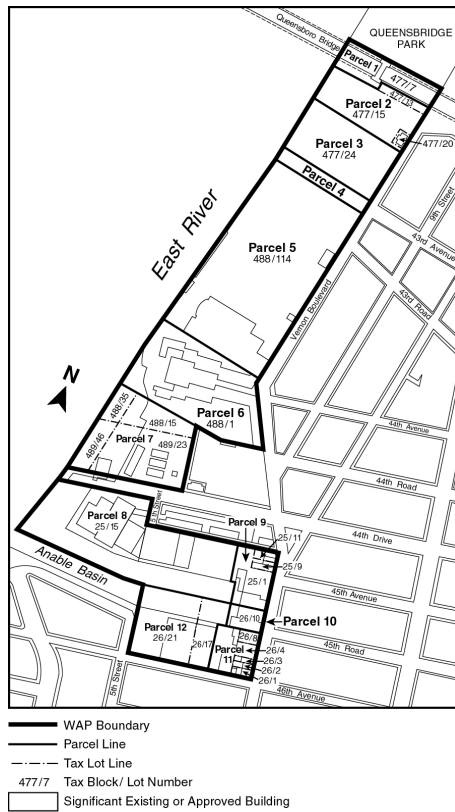 QUEENSBRIDGE
PARK
Queensboro Bridge
Parcel 1
477/7
477/13
Parcel 2
477/15
477/20
Parcel 3
477/24
Parcel 4
9th Street
43rd Avenue
43rd Road
East River
Parcel 5
488/114
Vernon Boulevard
N
Parcel 6
488/1
44th Avenue
488/35
488/15
489/46
Parcel 7
489/23
44th Road
5th Street
Parcel 8
25/15
Parcel 9
25/11
44th Drive
25/9
25/1
Anable Basin
45th Avenue
26/10
Parcel 10
Parcel 12
26/21
26/17
26/8
Parcel
11
26/4
26/3
26/2
26/1
45th Road
5th Street
46th Avenue
WAP Boundary
Parcel Line
Tax Lot Line
477/7 Tax Block/ Lot Number
Significant Existing or Approved Building